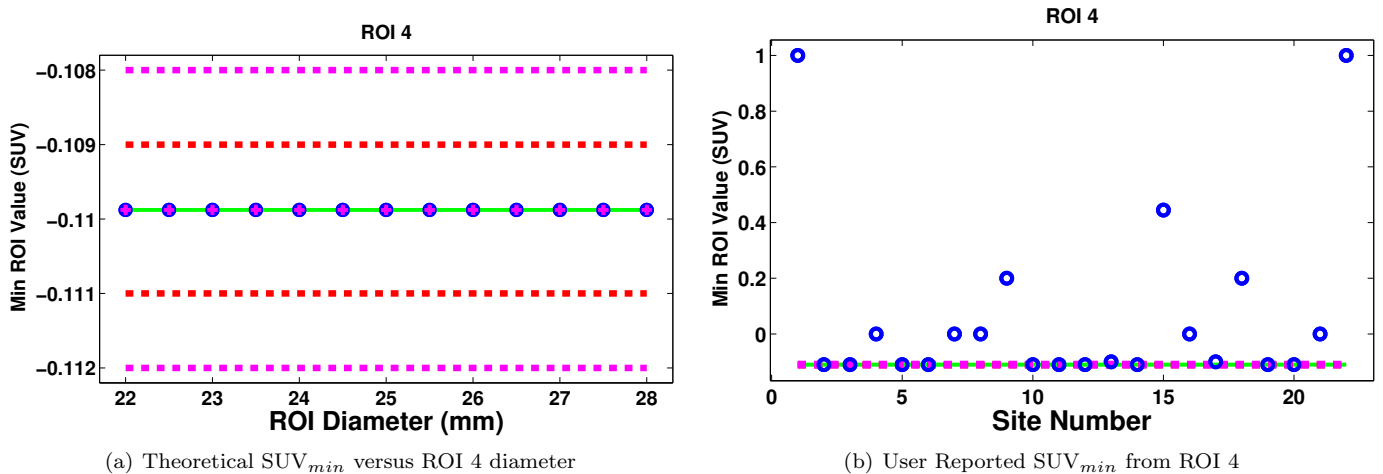 ROI 4
Min ROI Value (SUV)
−0.108
−0.109
−0.11
−0.111
−0.112
22 23 24 25 26 27 28
ROI Diameter (mm)
(a) Theoretical SUVmin versus ROI 4 diameter
ROI 4
Min ROI Value (SUV)
1
0.8
0.6
0.4
0.2
0
0 5 10 15 20
Site Number
(b) User Reported SUVmin from ROI 4